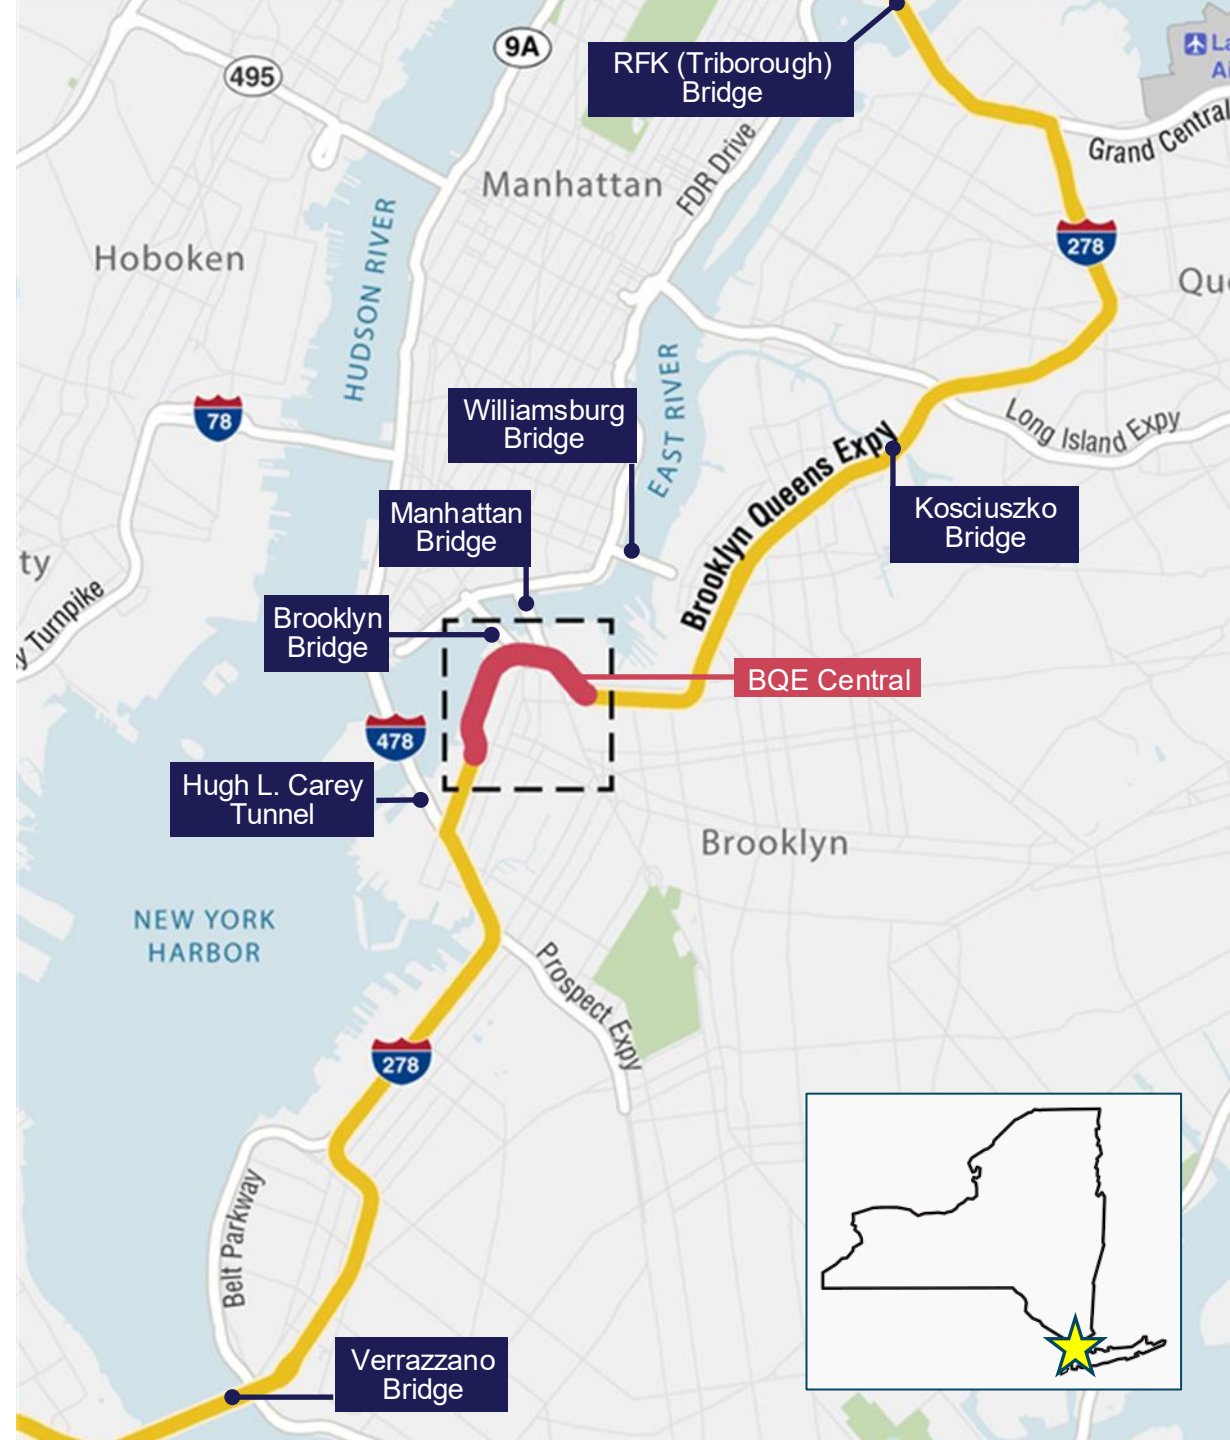 9A
RFK (Triborough)
Bridge
495
La
Ai
Grand Central
FDR Drive
Manhattan
278
Hoboken
HUDSON RIVER
Qu
EAST RIVER
Williamsburg
Bridge
78
Long Island Expy
Brooklyn Queens Expy
Manhattan
Bridge
Kosciuszko
Bridge
ty
y Turnpike
Brooklyn
Bridge
BQE Central
478
Hugh L. Carey
Tunnel
Brooklyn
NEW YORK
HARBOR
Prospect Expy
278
Belt Parkway
Verrazzano
Bridge